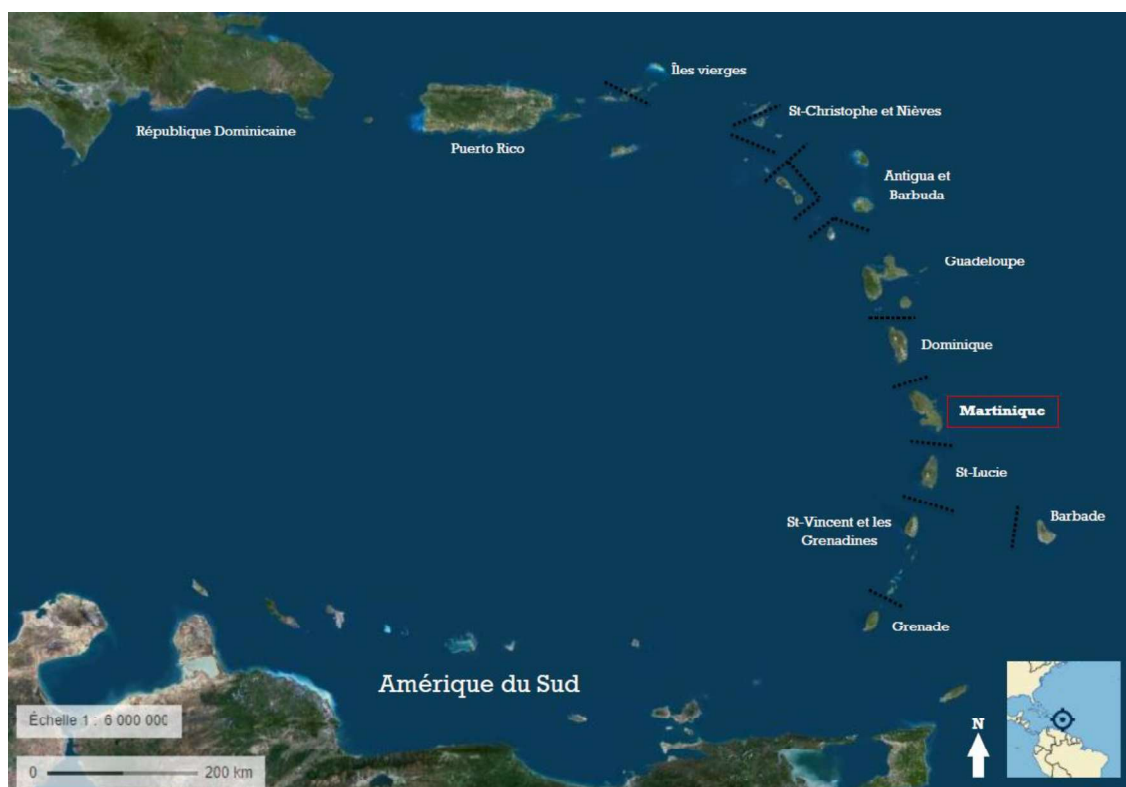 Îles vierges
St-Christophe et Nièves
République Dominicaine
Puerto Rico
Antigua et
Barbuda
Guadeloupe
Dominique
Martinique
St-Lucie
St-Vincent et les
Grenadines
Barbade
Grenade
Amérique du Sud
Échelle 1 : 6 000 000
N
0 200 km